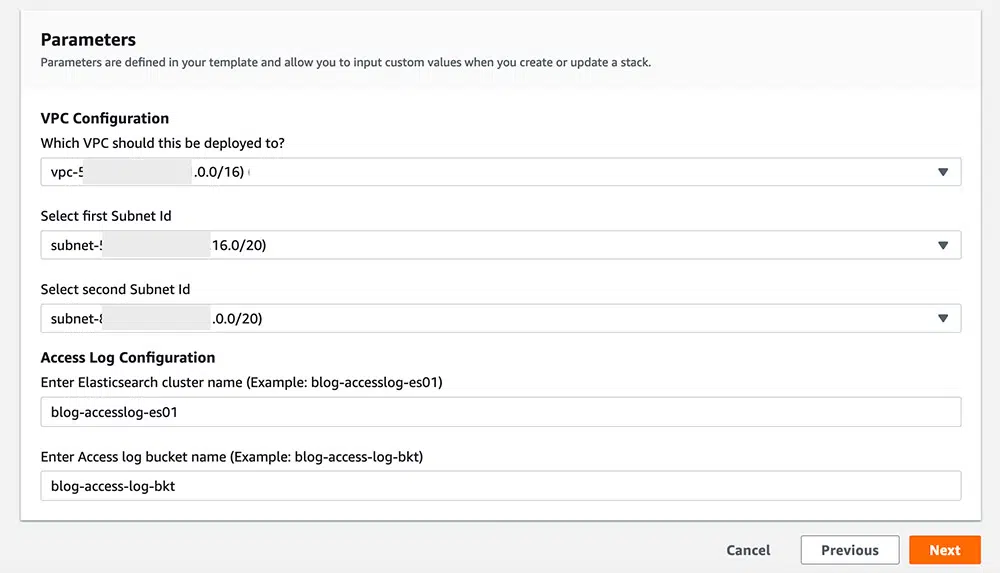 Parameters
Parameters are defined in your template and allow you to input custom values when you create or update a stack.
VPC Configuration
Which VPC should this be deployed to?
vpc-5 .0.0/16)
Select first Subnet Id
subnet-5 16.0/20)
Select second Subnet Id
subnet-8 .0.0/20)
Access Log Configuration
Enter Elasticsearch cluster name (Example: blog-accesslog-es01)
blog-accesslog-es01
Enter Access log bucket name (Example: blog-access-log-bkt)
blog-access-log-bkt
Cancel Previous Next